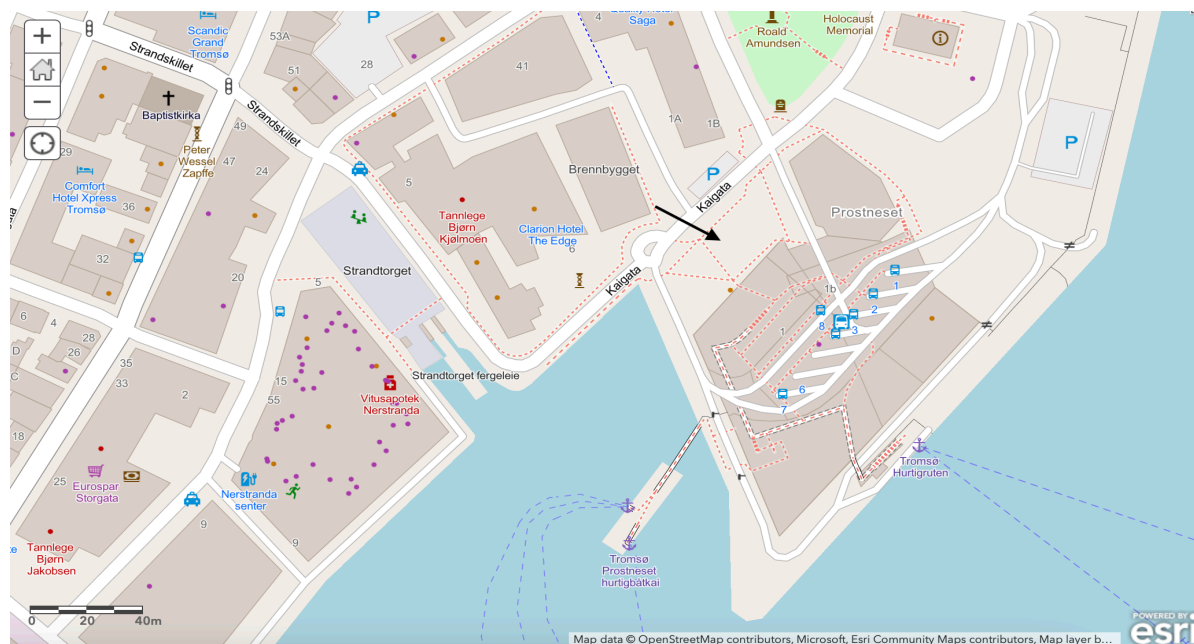 +
−
Scandic
Grand
Tromsø
53A
51
28
P
41
4
Quality Hotel
Saga
Roald
Amundsen
Holocaust
Memorial
Strandskillet
Baptistkirka
Strandskillet
Peter
Wessel
Zapffe
49
47
24
29
Comfort
Hotel Xpress
Tromsø
36
32
20
5
Tannlege
Bjørn
Kjølmoen
Clarion Hotel
The Edge
6
Brennbygget
1A
1B
P
Kaigata
Kaigata
Prostneset
P
Strandtorget
5
6
4
28
26
D
C
18
35
33
2
15
55
Strandtorget fergeleie
Vitusapotek
Nerstranda
1b
1
1
2
3
8
6
7
Eurospar
Storgata
25
Nerstranda
senter
9
9
Tannlege
Bjørn
Jakobsen
Tromsø
Hurtigruten
Tromsø
Prostneset
hurtigbåtkai
0
20
40m
Map data © OpenStreetMap contributors, Microsoft, Esri Community Maps contributors, Map layer b...
POWERED BY
esri